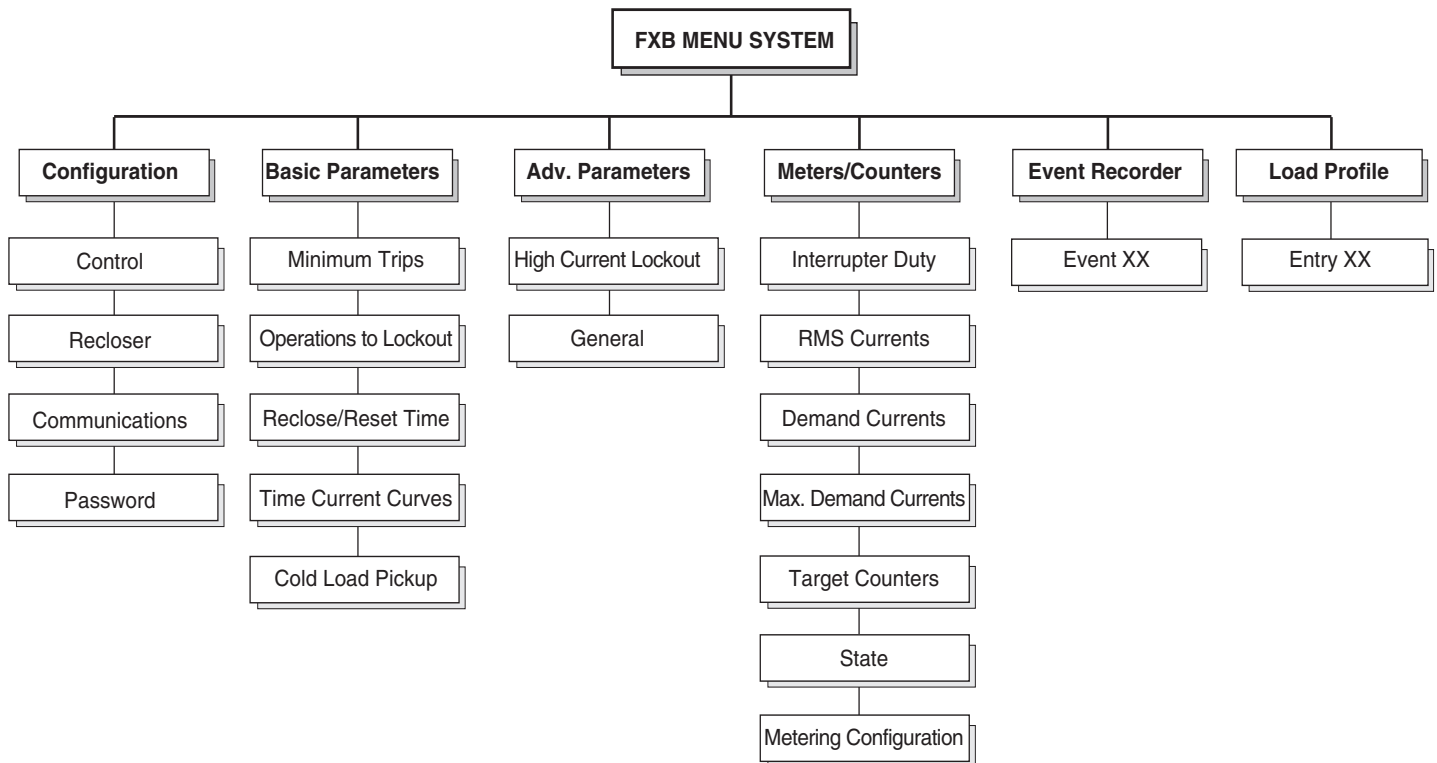 FXB MENU SYSTEM
Configuration
Basic Parameters
Adv. Parameters
Meters/Counters
Event Recorder
Load Profile
Control
Minimum Trips
High Current Lockout
Interrupter Duty
Event XX
Entry XX
Recloser
Operations to Lockout
General
RMS Currents
Communications
Reclose/Reset Time
Demand Currents
Password
Time Current Curves
Max. Demand Currents
Cold Load Pickup
Target Counters
State
Metering Configuration